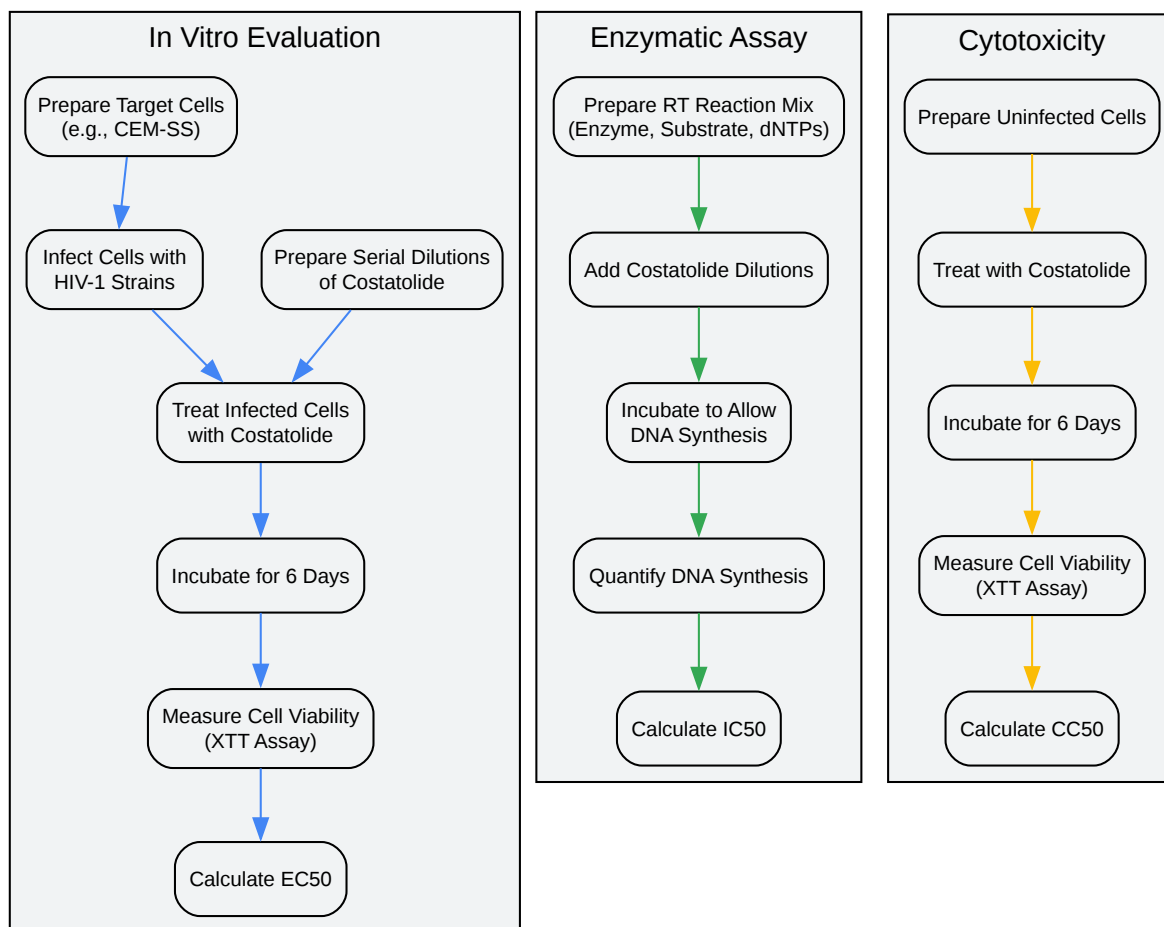 In Vitro Evaluation
Prepare Target Cells
(e.g., CEM-SS)
Infect Cells with
HIV-1 Strains
Prepare Serial Dilutions
of Costatolide
Treat Infected Cells
with Costatolide
Incubate for 6 Days
Measure Cell Viability
(XTT Assay)
Calculate EC50
Enzymatic Assay
Prepare RT Reaction Mix
(Enzyme, Substrate, dNTPs)
Add Costatolide Dilutions
Incubate to Allow
DNA Synthesis
Quantify DNA Synthesis
Calculate IC50
Cytotoxicity
Prepare Uninfected Cells
Treat with Costatolide
Incubate for 6 Days
Measure Cell Viability
(XTT Assay)
Calculate CC50